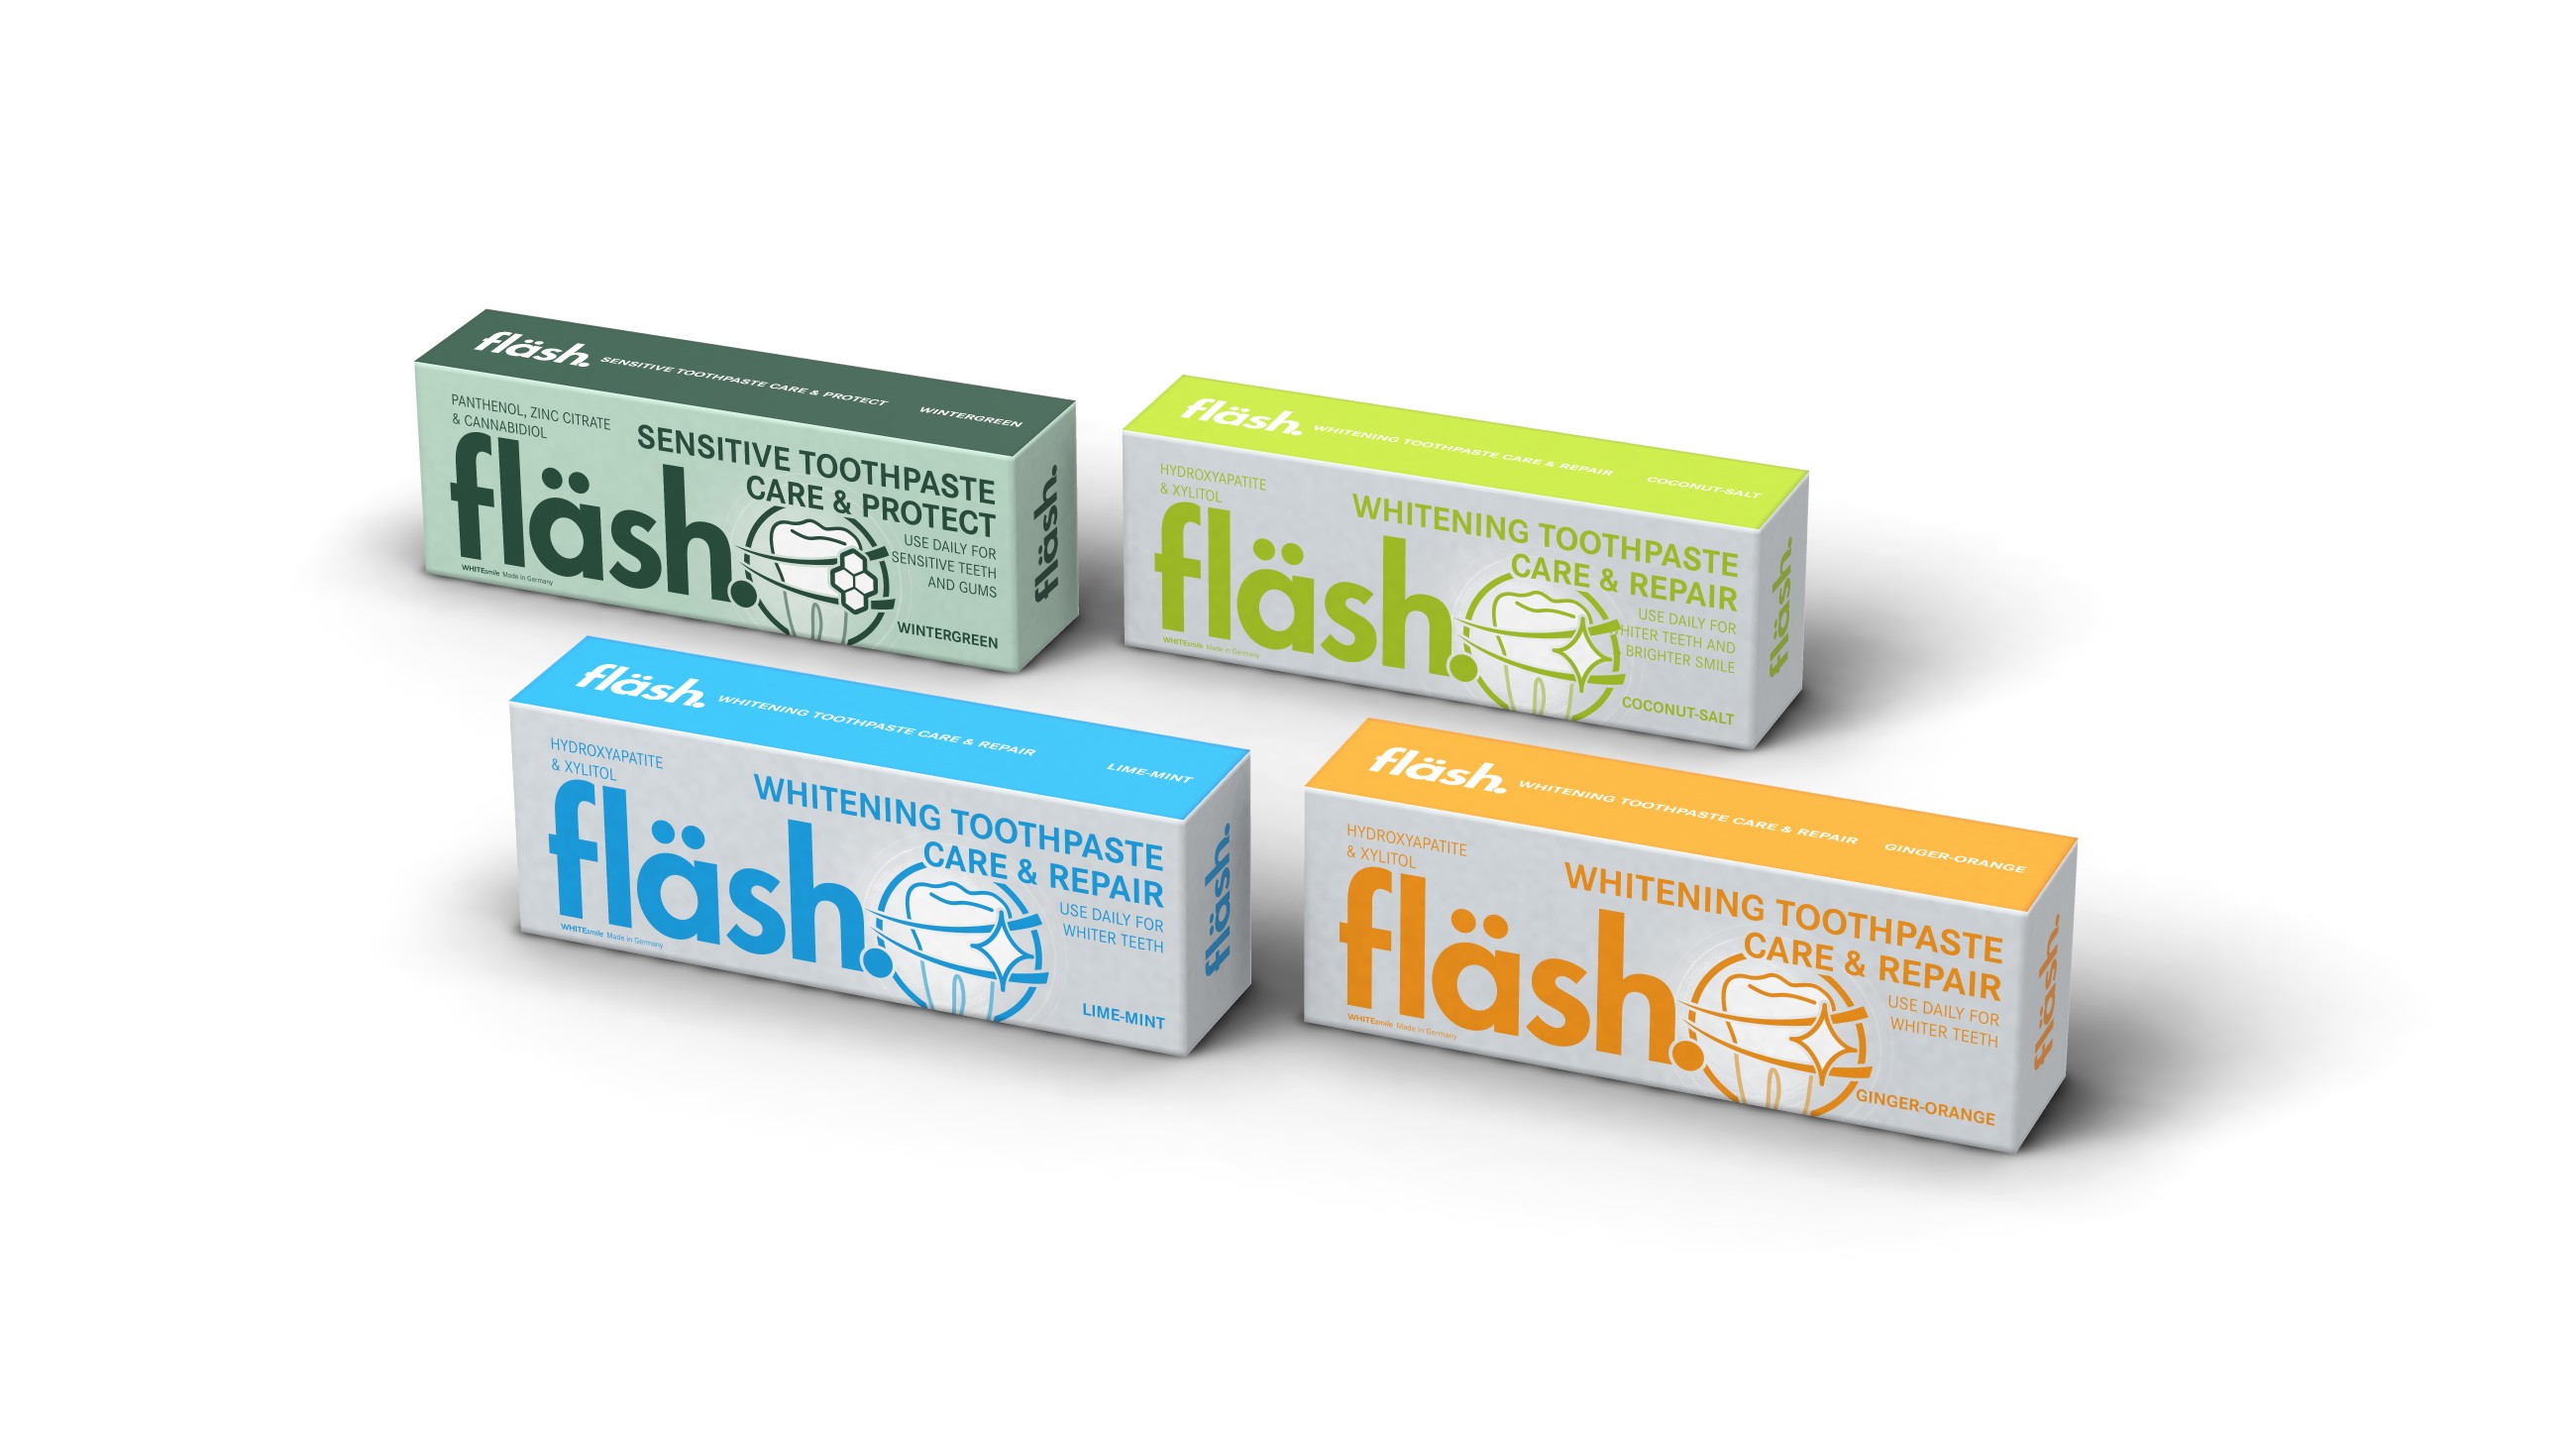 fläsh. SENSITIVE TOOTHPASTE CARE & PROTECT WINTERGREEN
PANTHENOL, ZINC CITRATE
& CANNABIDIOL
SENSITIVE TOOTHPASTE
CARE & PROTECT
fläsh.
USE DAILY FOR
SENSITIVE TEETH
AND GUMS
WHITEsmile Made in Germany
WINTERGREEN
fläsh.
fläsh. WHITENING TOOTHPASTE CARE & REPAIR COCONUT-SALT
HYDROXYAPATITE
& XYLITOL
WHITENING TOOTHPASTE
CARE & REPAIR
fläsh.
USE DAILY FOR
HITER TEETH AND
BRIGHTER SMILE
WHITEsmile Made in Germany
COCONUT-SALT
fläsh.
fläsh. WHITENING TOOTHPASTE CARE & REPAIR LIME-MINT
HYDROXYAPATITE
& XYLITOL
WHITENING TOOTHPASTE
CARE & REPAIR
fläsh.
USE DAILY FOR
WHITER TEETH
WHITEsmile Made in Germany
LIME-MINT
fläsh.
fläsh. WHITENING TOOTHPASTE CARE & REPAIR GINGER-ORANGE
HYDROXYAPATITE
& XYLITOL
WHITENING TOOTHPASTE
CARE & REPAIR
fläsh.
USE DAILY FOR
WHITER TEETH
WHITEsmile Made in Germany
GINGER-ORANGE
fläsh.